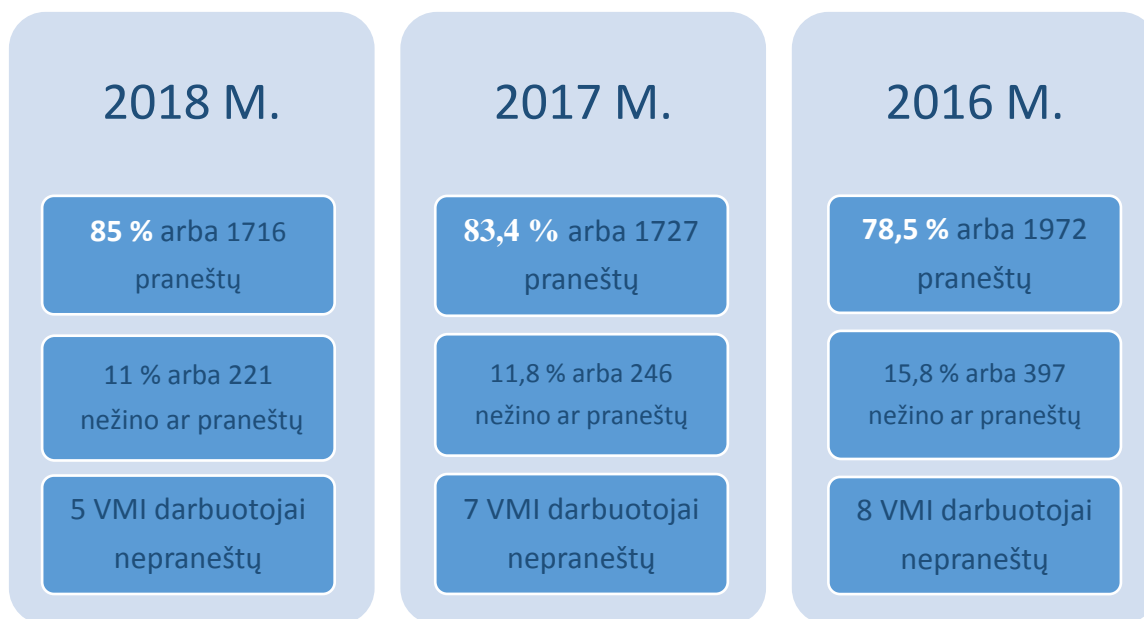 2018 M.
85 % arba 1716
praneštų
11 % arba 221
nežino ar praneštų
5 VMI darbuotojai
nepraneštų
2017 M.
83,4 % arba 1727
praneštų
11,8 % arba 246
nežino ar praneštų
7 VMI darbuotojai
nepraneštų
2016 M.
78,5 % arba 1972
praneštų
15,8 % arba 397
nežino ar praneštų
8 VMI darbuotojai
nepraneštų